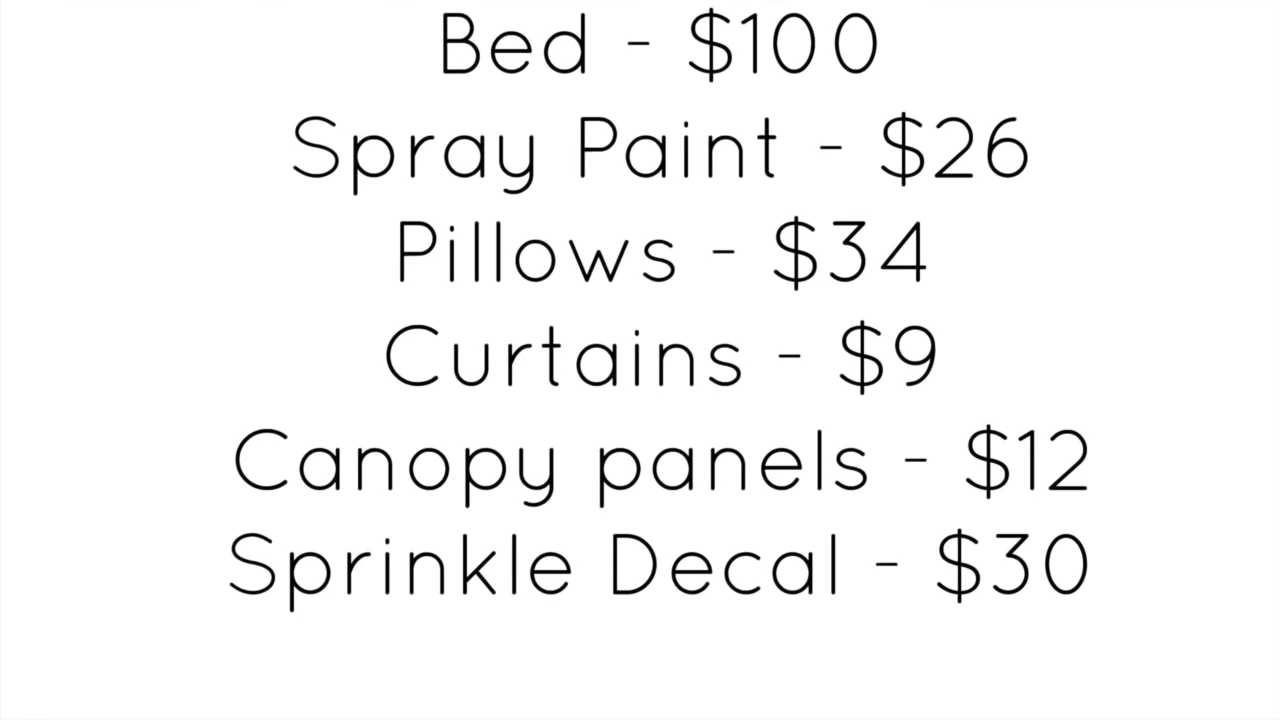 Bed - $100
Spray Paint - $26
Pillows - $34
Curtains - $9
Canopy panels - $12
Sprinkle Decal - $30